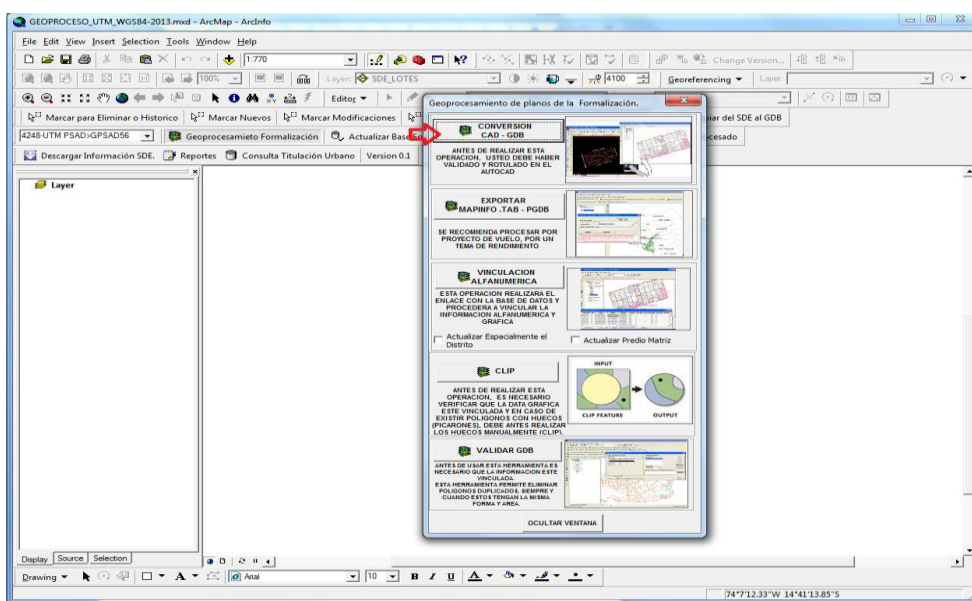 GEOPROCESO_UTM_WGS84-2013.mxd - ArcMap - ArcInfo
File Edit View Insert Selection Tools Window Help
1:770
Change Version...
100%
Layer:
SDE_LOTES
4100
Georeferencing
Layer:
Editor
Marcar para Eliminar o Historico
Marcar Nuevos
Marcar Modificaciones
piar del SDE al GDB
4248-UTM PSAD>GPSAD56
Geoprocesamieto Formalización
Actualizar Base
cesado
Descargar Información SDE.
Reportes
Consulta Titulación Urbano
Version 0.1
Layer
Geoprocesamiento de planos de la Formalización.
CONVERSION
CAD - GDB
ANTES DE REALIZAR ESTA
OPERACION, USTED DEBE HABER
VALIDADO Y ROTULADO EN EL
AUTOCAD
EXPORTAR
MAPINFO .TAB - PGDB
SE RECOMIENDA PROCESAR POR
PROYECTO DE VUELO, POR UN
TEMA DE RENDIMIENTO
VINCULACION
ALFANUMERICA
ESTA OPERACION REALIZARA EL
ENLACE CON LA BASE DE DATOS Y
PROCEDERA A VINCULAR LA
INFORMACION ALFANUMERICA Y
GRAFICA
Actualizar Espacialmente el
Distrito
Actualizar Predio Matriz
CLIP
ANTES DE REALIZAR ESTA
OPERACION, ES NECESARIO
VERIFICAR QUE LA DATA GRAFICA
ESTE VINCULADA Y EN CASO DE
EXISTIR POLIGONOS CON HUECOS
(PICARONES), DEBE ANTES REALIZAR
LOS HUECOS MANUALMENTE (CLIP).
INPUT
CLIP FEATURE
OUTPUT
VALIDAR GDB
ANTES DE USAR ESTA HERRAMIENTA ES
NECESARIO QUE LA INFORMACION ESTE
VINCULADA.
ESTA HERRAMIENTA PERMITE ELIMINAR
POLIGONOS DUPLICADOS, SIEMPRE Y
CUANDO ESTOS TENGAN LA MISMA
FORMA Y AREA.
OCULTAR VENTANA
Display Source Selection
Drawing
A
Arial
10
B I U A
74°7'12.33"W 14°41'13.85"S